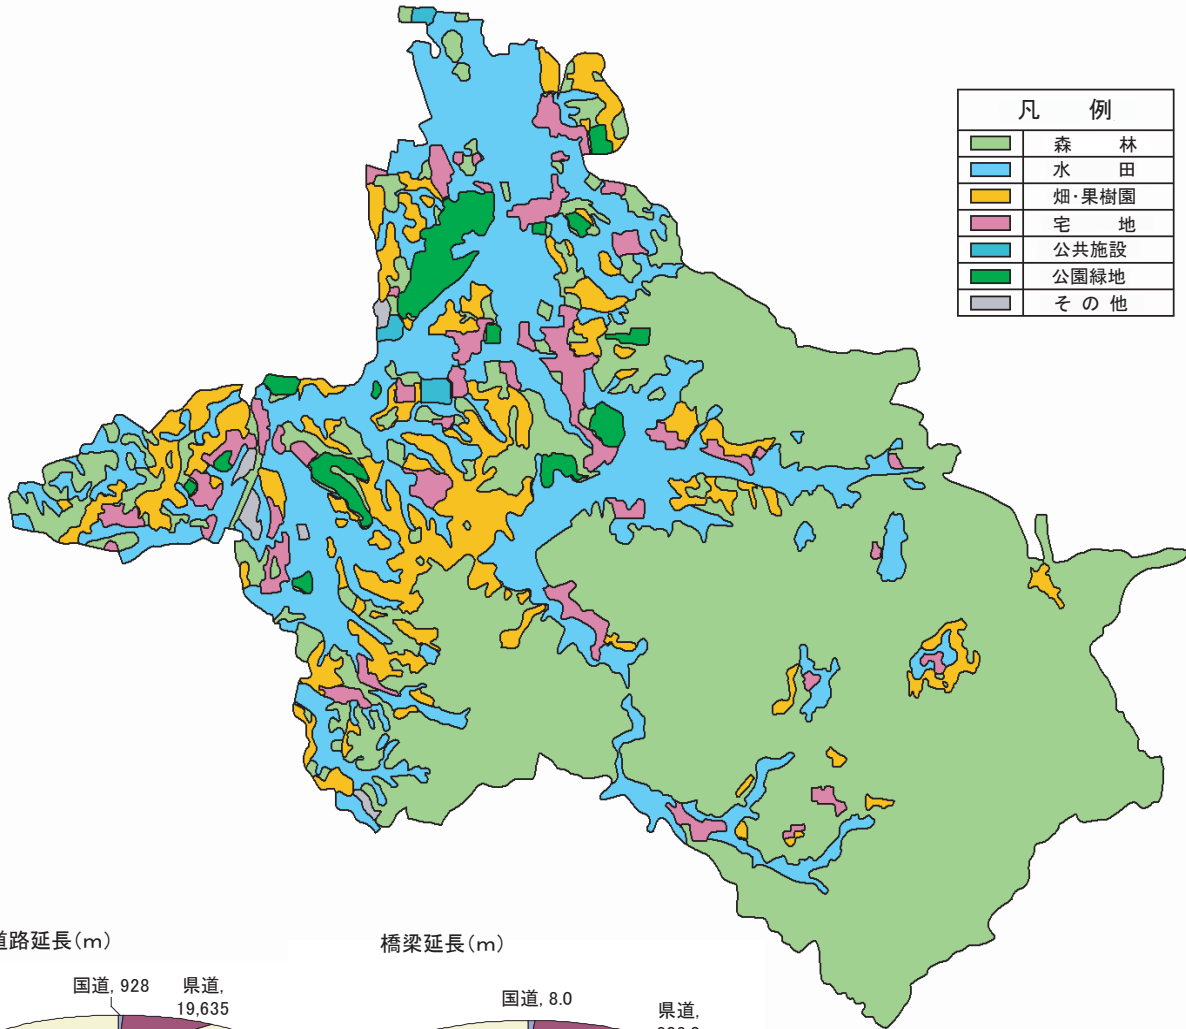 凡 例
森 林
水 田
畑・果樹園
宅 地
公共施設
公園緑地
そ の 他
道路延長(m)
橋梁延長(m)
国道, 928
県道,
19,635
国道, 8.0
県道,